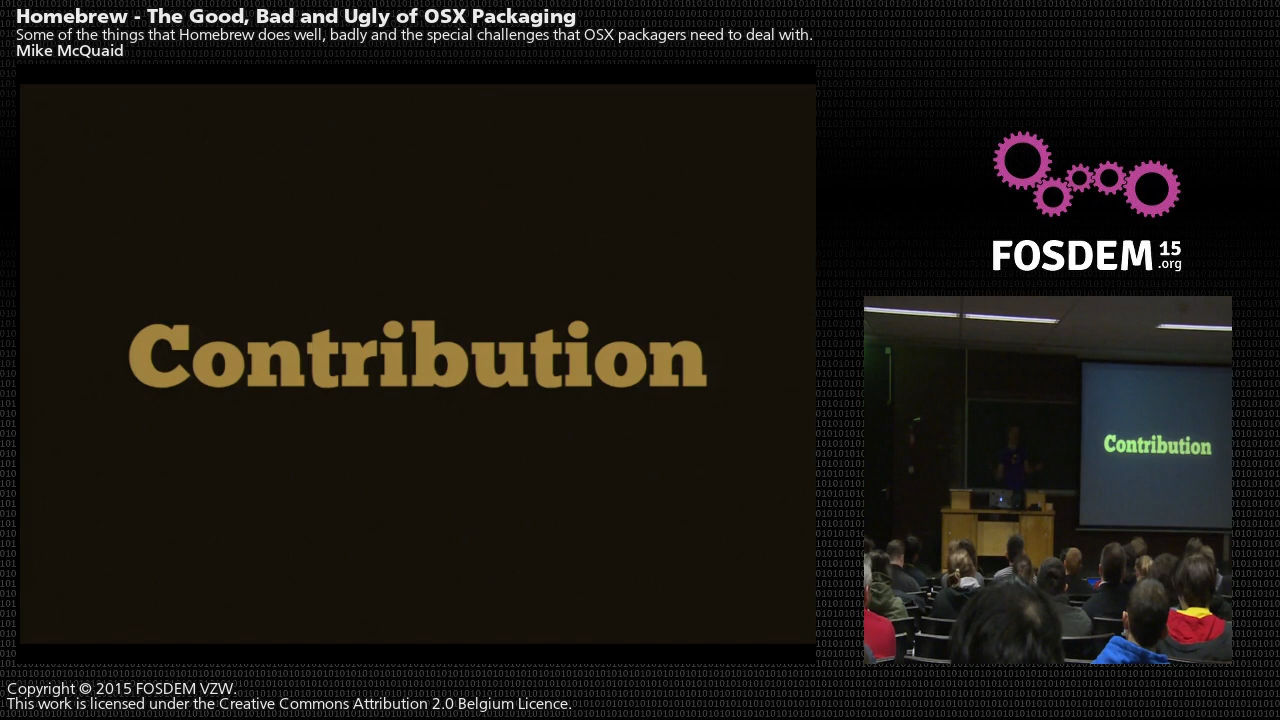 Homebrew - The Good, Bad and Ugly of OSX Packaging
Some of the things that Homebrew does well, badly and the special challenges that OSX packagers need to deal with.
Mike McQuaid
Contribution
FOSDEM 15
.org
Contribution
Copyright © 2015 FOSDEM VZW.
This work is licensed under the Creative Commons Attribution 2.0 Belgium Licence.